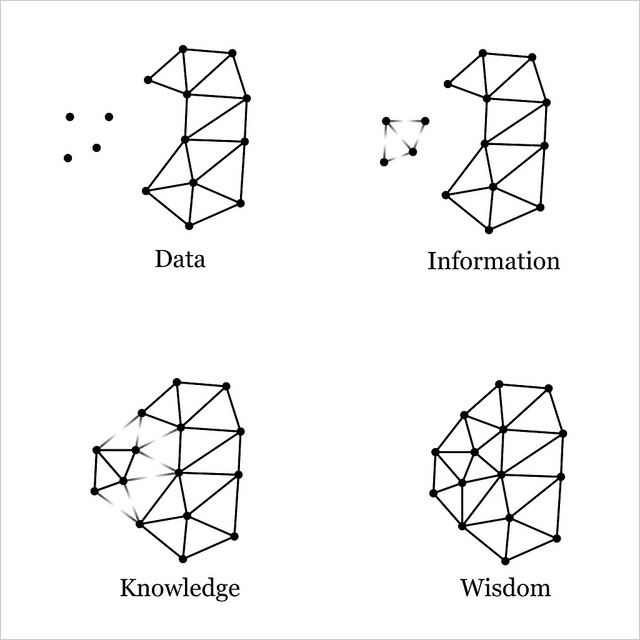 Data
Information
Knowledge
Wisdom